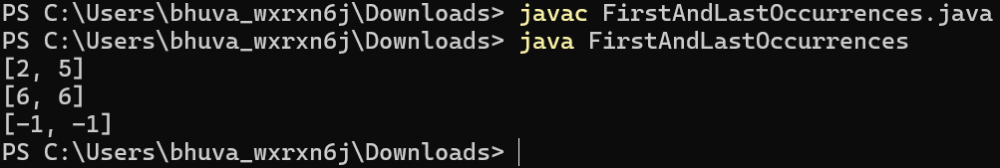 PS C:\Users\bhuva_wxrxn6j\Downloads> javac FirstAndLastOccurrences.java
PS C:\Users\bhuva_wxrxn6j\Downloads> java FirstAndLastOccurrences
[2, 5]
[6, 6]
[-1, -1]
PS C:\Users\bhuva_wxrxn6j\Downloads>